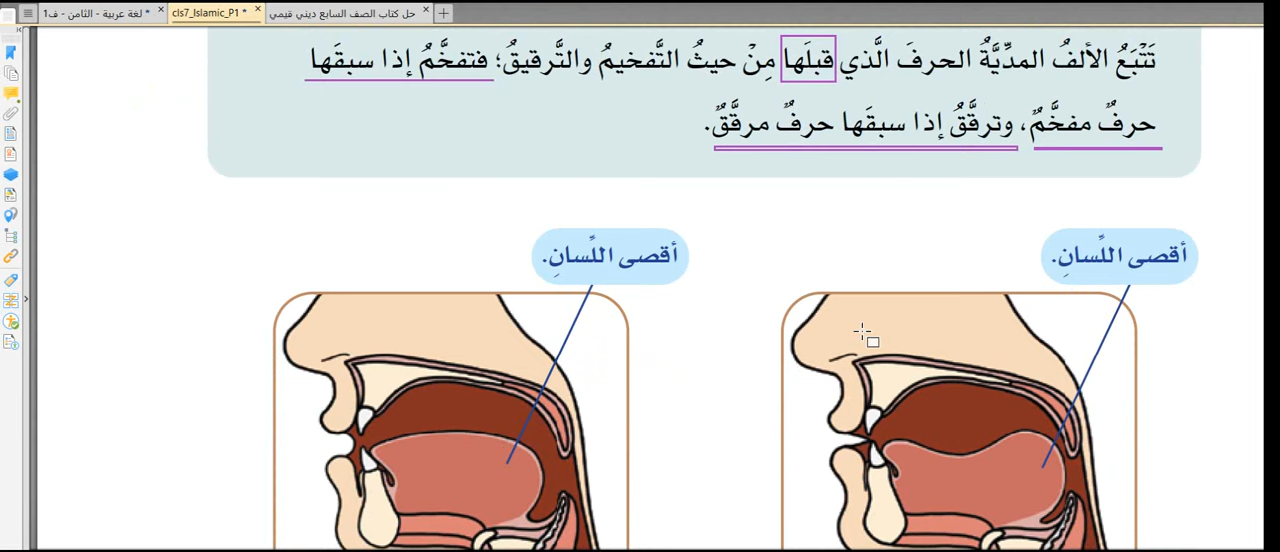 لغة عربية - الثامن - ف1 *
cls7_Islamic_P1 *
حل كتاب الصف السابع ديني قيمي
تَتْبَعُ الألفُ المدِّيَّةُ الحرفَ الَّذي قبلَها مِنْ حيثُ التَّفخيمُ والتَّرقيقُ؛ فتفخَّمُ إذا سبقَها
حرفٌ مفخَّمٌ، وترقَّقُ إذا سبقَها حرفٌ مرقَّقٌ.
أقصى اللِّسانِ.
أقصى اللِّسانِ.